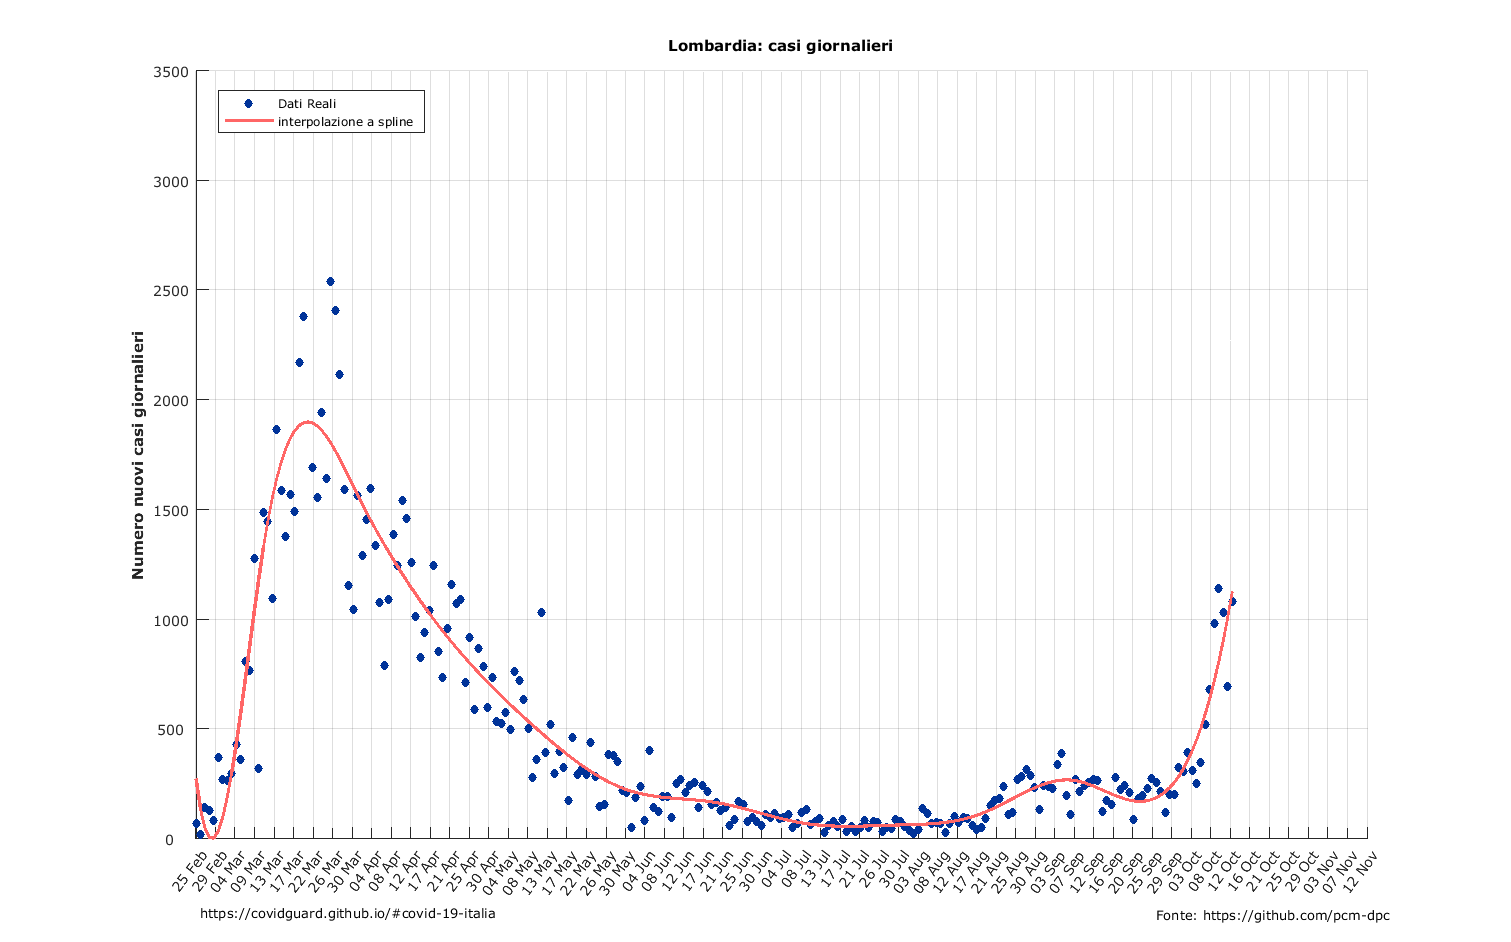 Lombardia: casi giornalieri
3500
3000
2500
2000
1500
1000
500
0
Dati Reali
interpolazione a spline
Numero nuovi casi giornalieri
25 Feb
29 Feb
04 Mar
09 Mar
13 Mar
17 Mar
22 Mar
26 Mar
30 Mar
04 Apr
08 Apr
12 Apr
17 Apr
21 Apr
25 Apr
30 Apr
04 May
08 May
13 May
17 May
22 May
26 May
30 May
04 Jun
08 Jun
12 Jun
17 Jun
21 Jun
25 Jun
30 Jun
04 Jul
08 Jul
13 Jul
17 Jul
21 Jul
26 Jul
30 Jul
03 Aug
08 Aug
12 Aug
17 Aug
21 Aug
25 Aug
30 Aug
03 Sep
07 Sep
12 Sep
16 Sep
20 Sep
25 Sep
29 Sep
03 Oct
08 Oct
12 Oct
16 Oct
21 Oct
25 Oct
29 Oct
03 Nov
07 Nov
12 Nov
https://covidguard.github.io/#covid-19-italia
Fonte: https://github.com/pcm-dpc